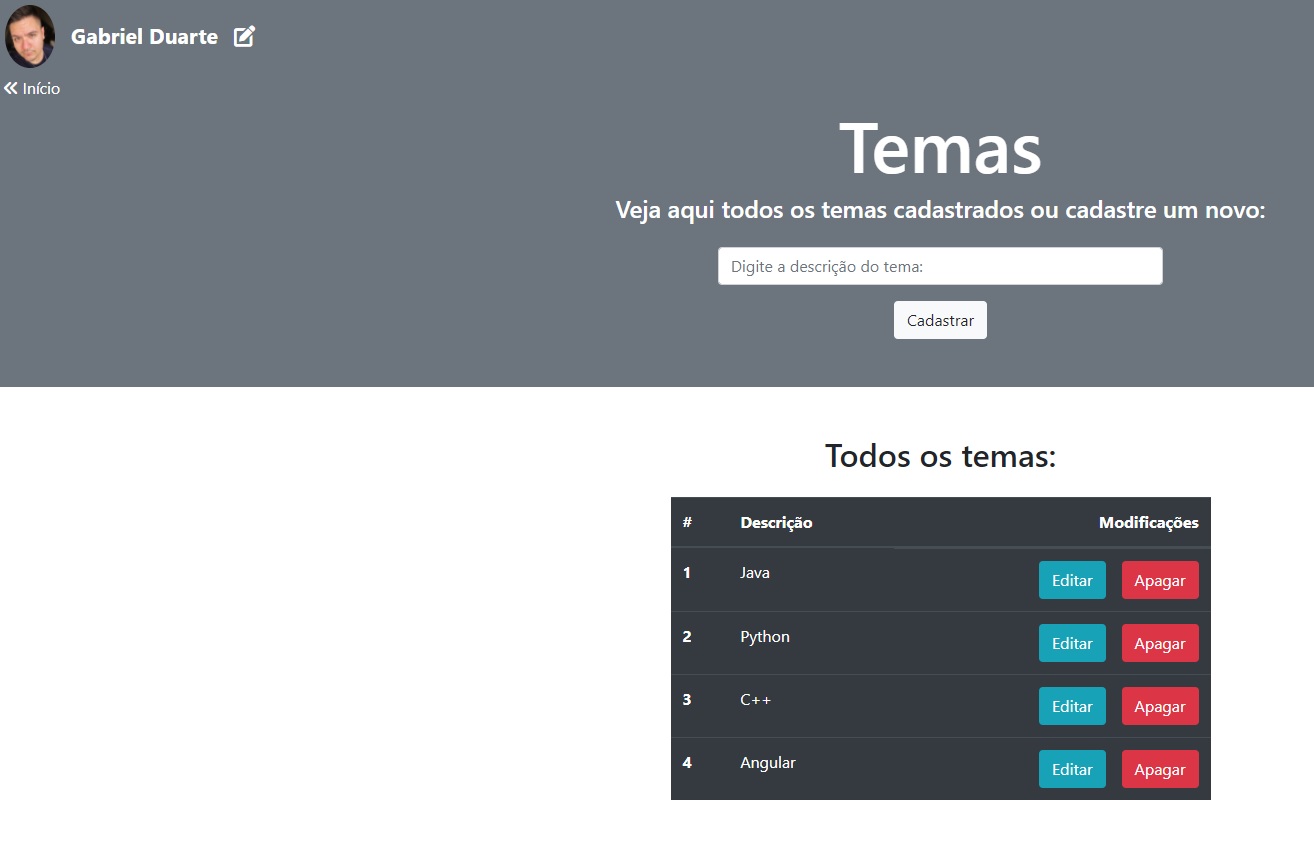 Gabriel Duarte
Início
Temas
Veja aqui todos os temas cadastrados ou cadastre um novo:
Digite a descrição do tema:
Cadastrar
Todos os temas:
# Descrição Modificações
1 Java Editar Apagar
2 Python Editar Apagar
3 C++ Editar Apagar
4 Angular Editar Apagar